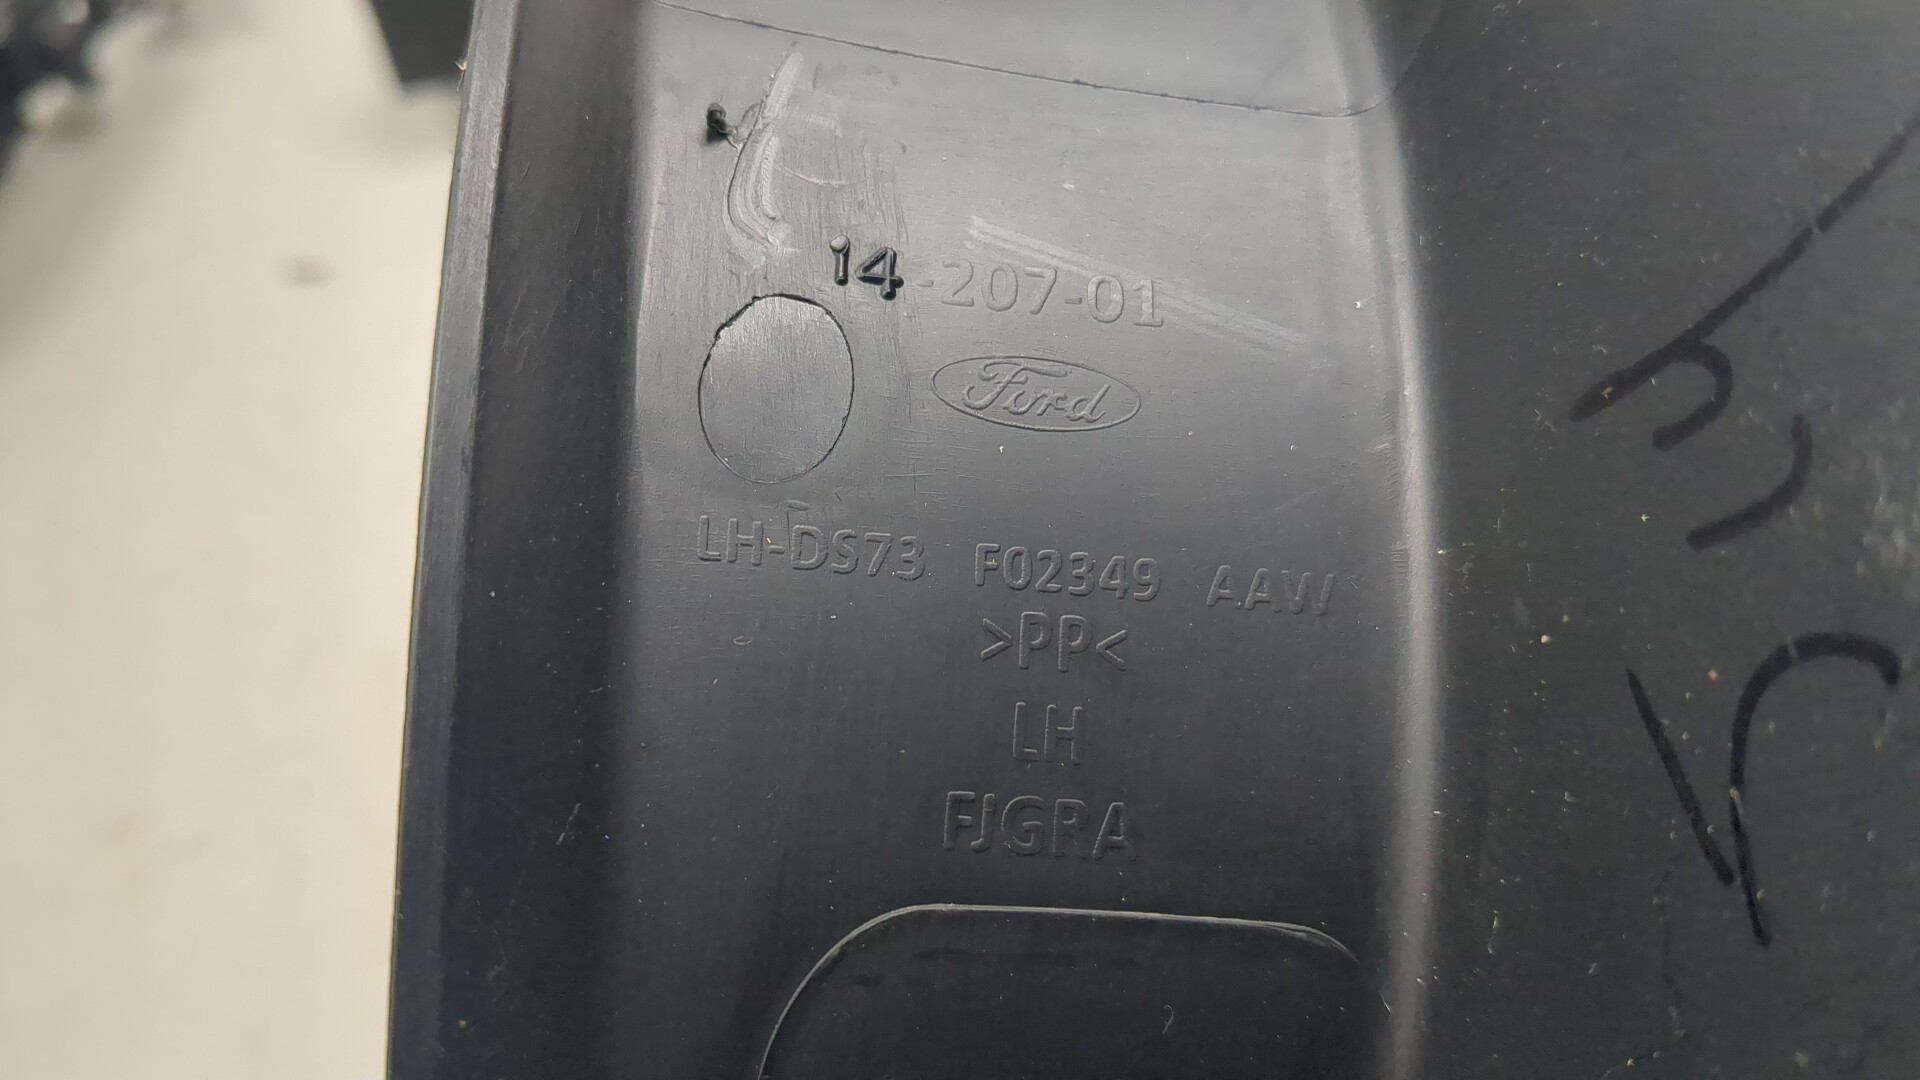 14-207-01
Ford
LH-DS73 F02349 AAW
>PP<
LH
FJGRA